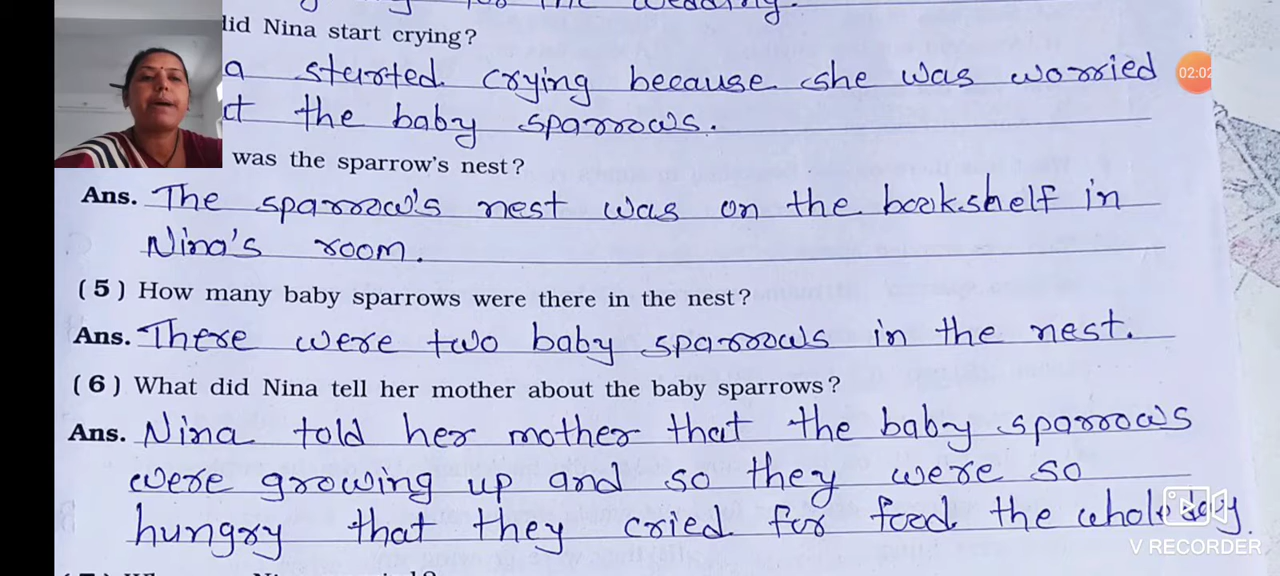 the wedding.
did Nina start crying?
a started crying because she was worried
02:02
the baby sparrows.
was the sparrow's nest?
Ans. The sparrow's nest was on the bookshelf in
Nina's room.
(5) How many baby sparrows were there in the nest?
Ans. There were two baby sparrows in the nest.
(6) What did Nina tell her mother about the baby sparrows?
Ans. Nina told her mother that the baby sparrows
were growing up and so they were so
hungry that they cried for food the whole day.
V RECORDER